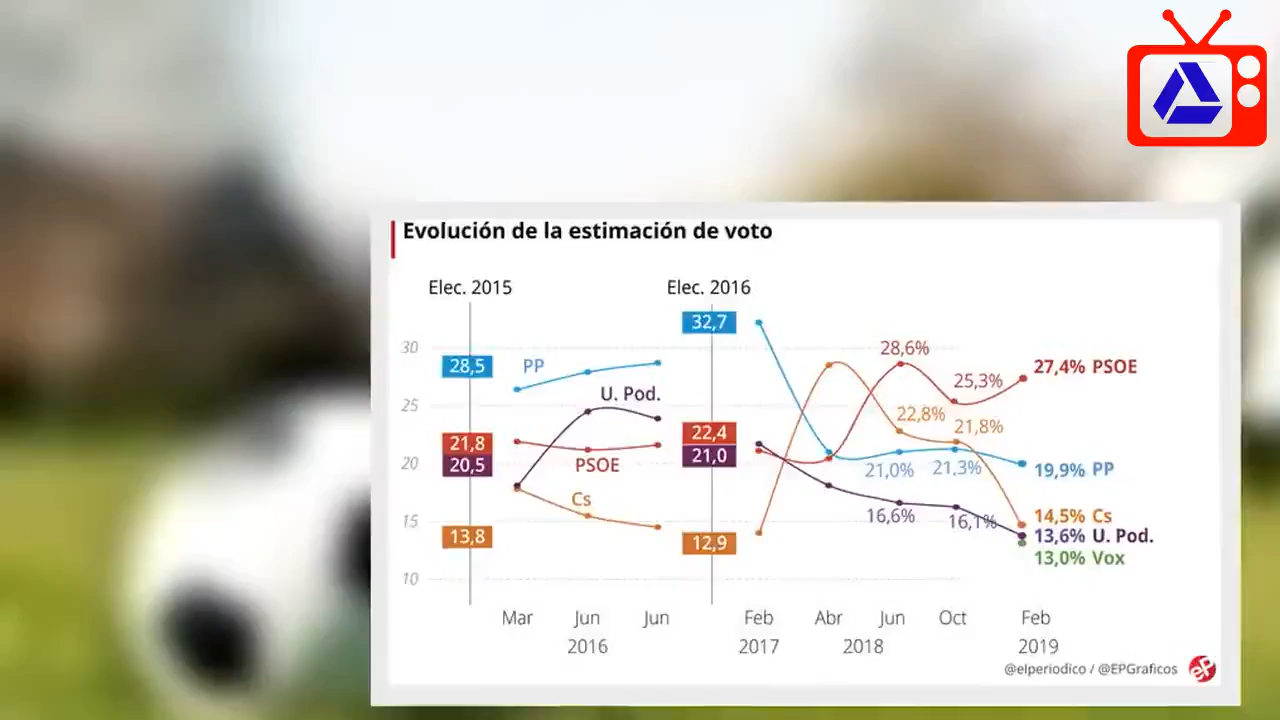 Evolución de la estimación de voto
Elec. 2015
Elec. 2016
32,7
30
28,5
PP
28,6%
27,4% PSOE
25,3%
25
U. Pod.
22,8%
21,8%
21,8
22,4
20,5
21,0
20
PSOE
21,0%
21,3%
19,9% PP
Cs
15
16,6%
16,1%
14,5% Cs
13,8
12,9
13,6% U. Pod.
13,0% Vox
10
Mar Jun Jun Feb Abr Jun Oct Feb
2016 2017 2018 2019
@elperiodico / @EPGraficos
eP